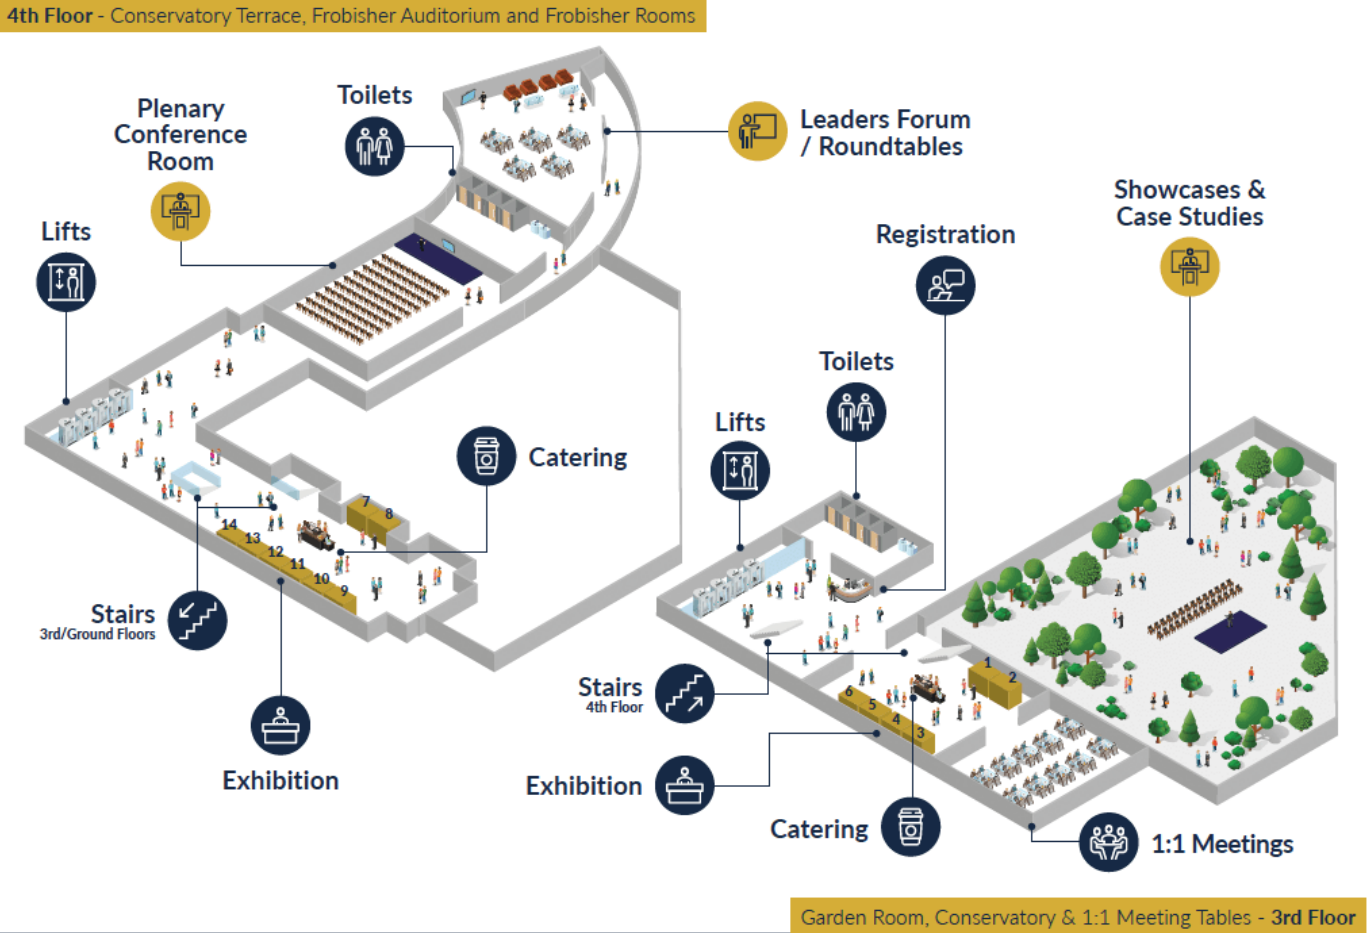 4th Floor - Conservatory Terrace, Frobisher Auditorium and Frobisher Rooms
Toilets
Plenary
Conference
Room
Lifts
Leaders Forum
/ Roundtables
Showcases &
Case Studies
Registration
Toilets
Lifts
Catering
7
8
14
13
12
11
10
9
Stairs
3rd/Ground Floors
Exhibition
1
2
6
5
4
3
Stairs
4th Floor
Exhibition
Catering
1:1 Meetings
Garden Room, Conservatory & 1:1 Meeting Tables - 3rd Floor